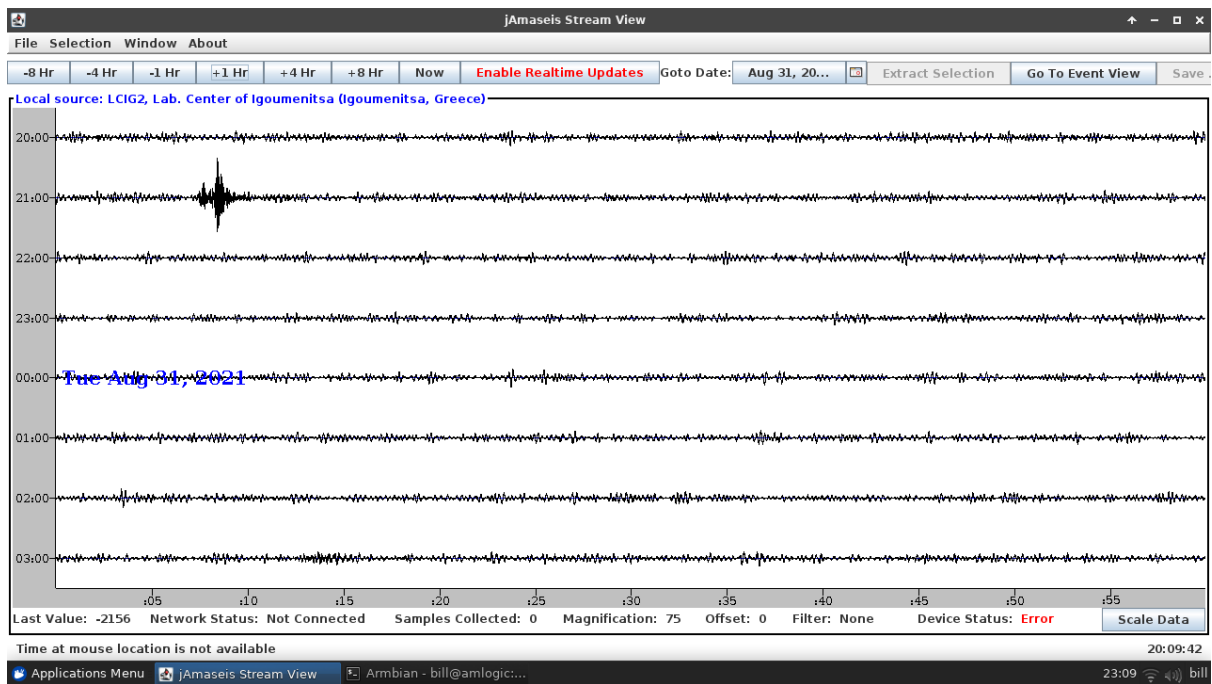 jAmaseis Stream View
File Selection Window About
-8 Hr -4 Hr -1 Hr +1 Hr +4 Hr +8 Hr Now Enable Realtime Updates Goto Date: Aug 31, 20... Extract Selection Go To Event View Save .
Local source: LCIG2, Lab. Center of Igoumenitsa (Igoumenitsa, Greece)
20:00
21:00
22:00
23:00
00:00 Tue Aug 31, 2021
01:00
02:00
03:00
:05 :10 :15 :20 :25 :30 :35 :40 :45 :50 :55
Last Value: -2156 Network Status: Not Connected Samples Collected: 0 Magnification: 75 Offset: 0 Filter: None Device Status: Error Scale Data
Time at mouse location is not available 20:09:42
Applications Menu jAmaseis Stream View Armbian - bill@amlogic:... 23:09 bill